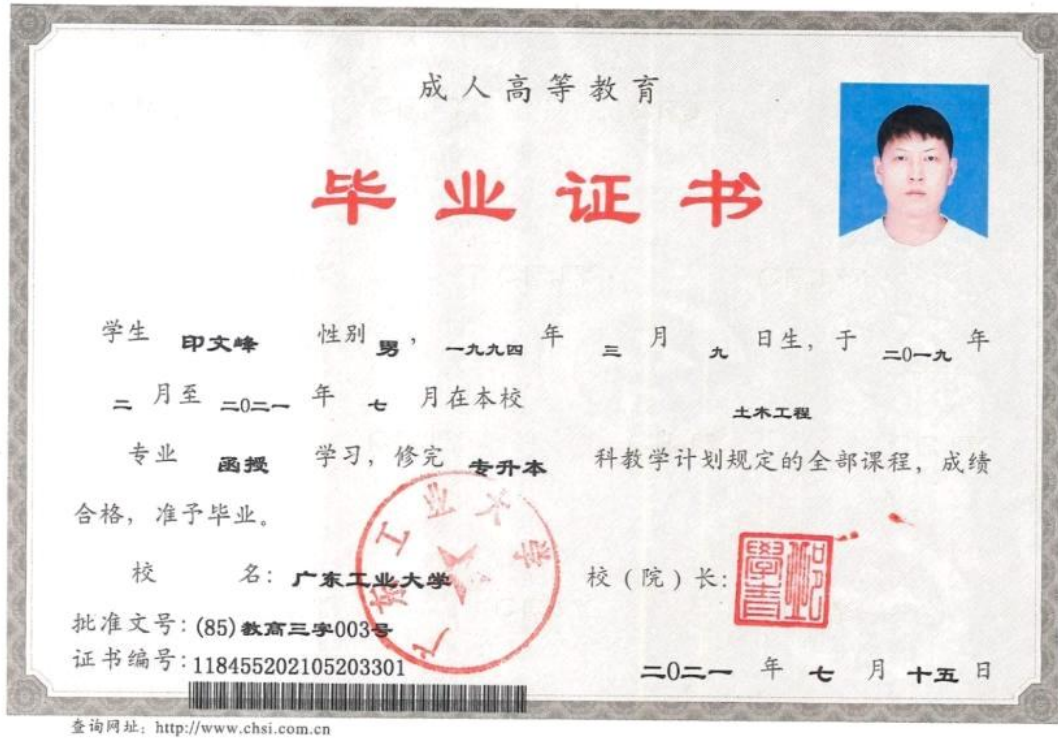 成人高等教育
毕业证书
学生 印文峰 性别 男， 一九九四 年 三 月 九 日生，于 二0一九 年
二 月至 二0二一 年 七 月在本校 土木工程
专业 函授 学习，修完 专升本 科教学计划规定的全部课程，成绩
合格，准予毕业。
校 名：广东工业大学 校（院）长：
广东工业大学
批准文号：(85)教高三字003号
证书编号：118455202105203301
二0二一 年 七 月 十五 日
查询网址：http://www.chsi.com.cn